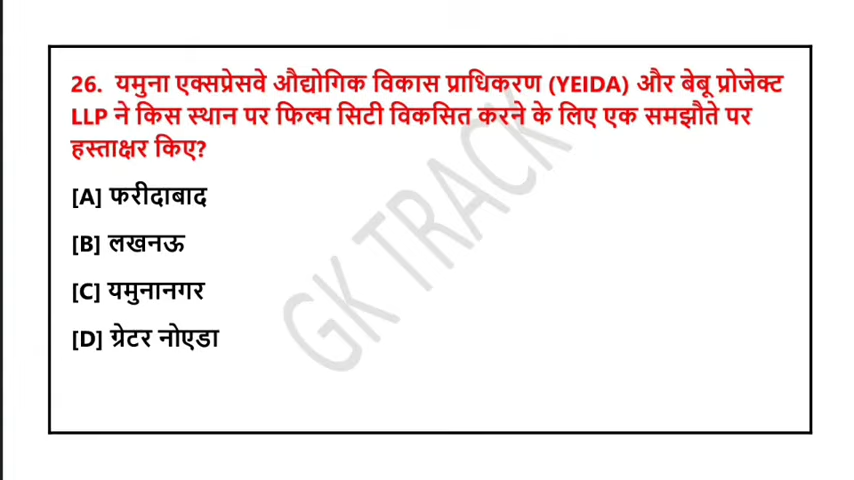 26. यमुना एक्सप्रेसवे औद्योगिक विकास प्राधिकरण (YEIDA) और बेबू प्रोजेक्ट
LLP ने किस स्थान पर फिल्म सिटी विकसित करने के लिए एक समझौते पर
हस्ताक्षर किए?
[A] फरीदाबाद
[B] लखनऊ
[C] यमुनानगर
[D] ग्रेटर नोएडा
GK TRACK